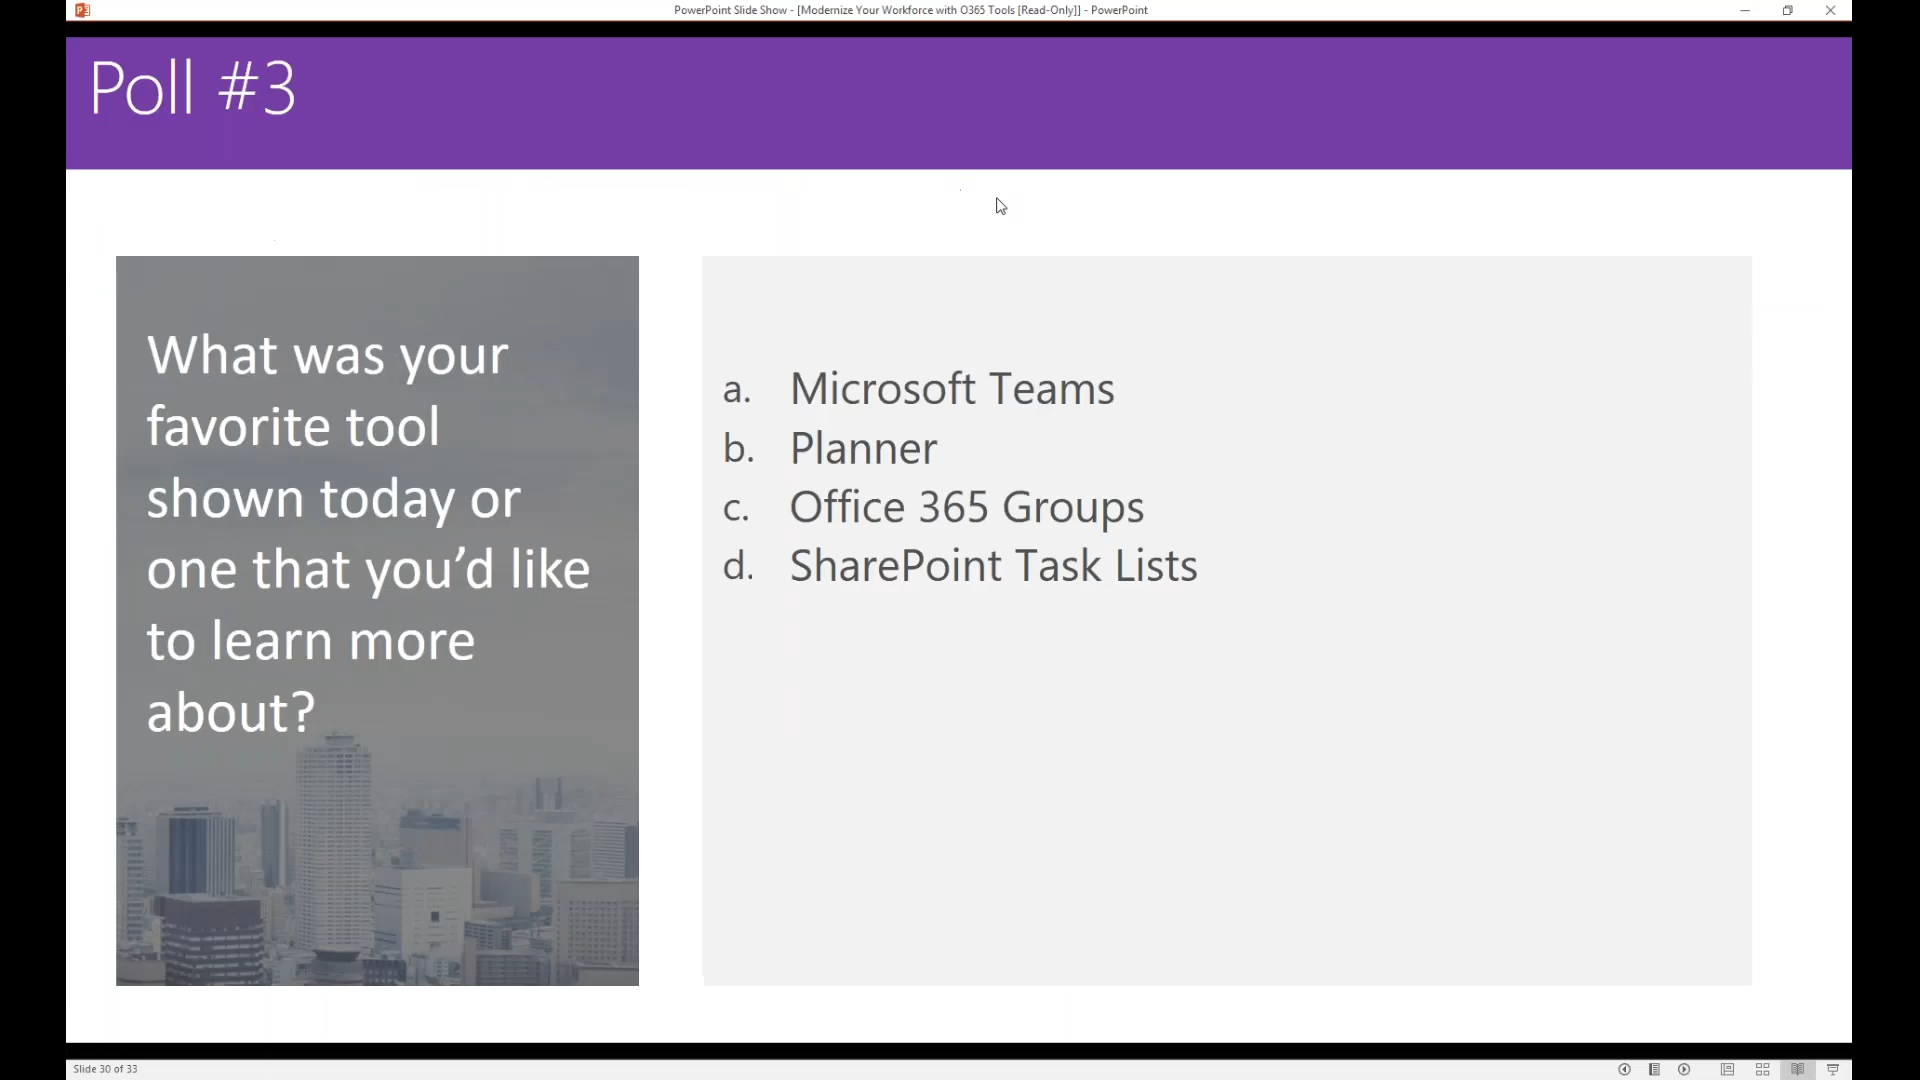 PowerPoint Slide Show - [Modernize Your Workforce with O365 Tools [Read-Only]] - PowerPoint
Poll #3
What was your
favorite tool
shown today or
one that you’d like
to learn more
about?
a. Microsoft Teams
b. Planner
c. Office 365 Groups
d. SharePoint Task Lists
Slide 30 of 33